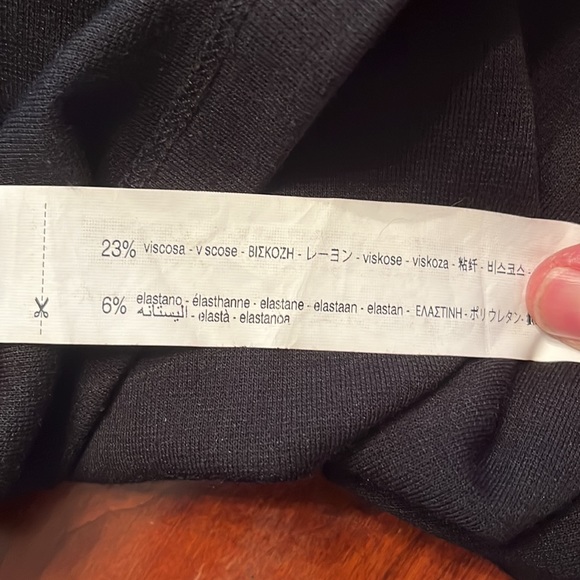 23% viscosa - viscose - ΒΙΣΚΟΖΗ - レーヨン - viskose - viskoza - 粘纤 - 비스코스 -
6% elastano - élasthanne - elastane - elastaan - elastan - ΕΛΑΣΤΙΝΗ - ポリウレタン -
اليستانه - elastà - elastanoa